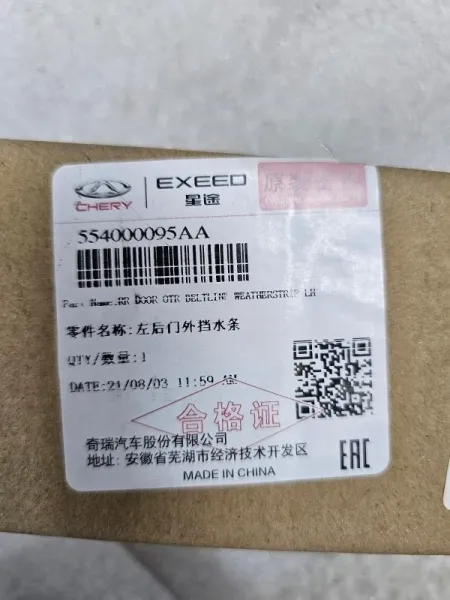 CHERY
EXEED
星途
554000095AA
Part Name:RR DOOR OTR BELTLINE WEATHERSTRIP LH
零件名称:左后门外挡水条
QTY/数量:1
DATE:21/08/03 11:59
合格证
奇瑞汽车股份有限公司
地址: 安徽省芜湖市经济技术开发区
MADE IN CHINA
EAC